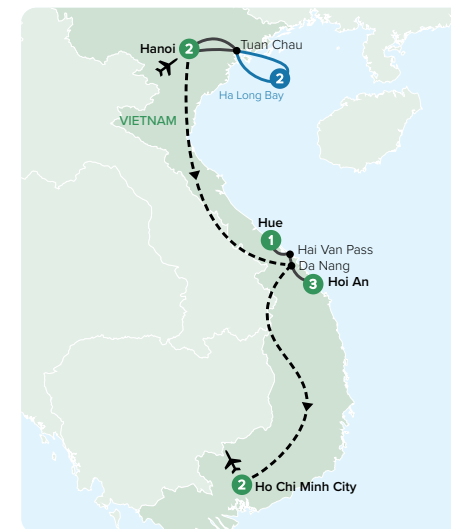 Hanoi
2
Tuan Chau
2
Ha Long Bay
VIETNAM
Hue
1
Hai Van Pass
Da Nang
3
Hoi An
2
Ho Chi Minh City